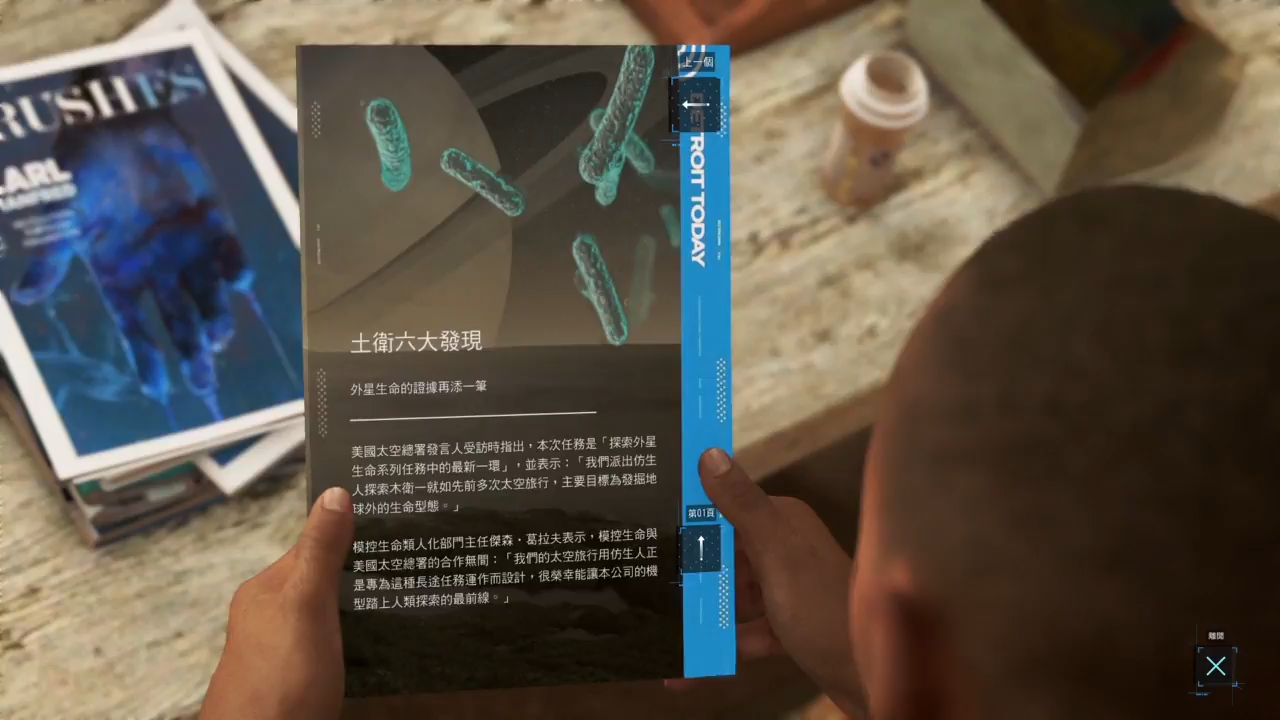 RUSHES
CARL
MANFRED
上一個
DETROIT TODAY
土衛六大發現
外星生命的證據再添一筆
美國太空總署發言人受訪時指出，本次任務是「探索外星
生命系列任務中的最新一環」，並表示：「我們派出仿生
人探索木衛一就如先前多次太空旅行，主要目標為發掘地
球外的生命型態。」
模控生命類人化部門主任傑森·葛拉夫表示，模控生命與
美國太空總署的合作無間：「我們的太空旅行用仿生人正
是專為這種長途任務運作而設計，很榮幸能讓本公司的機
型踏上人類探索的最前線。」
第01頁
離開